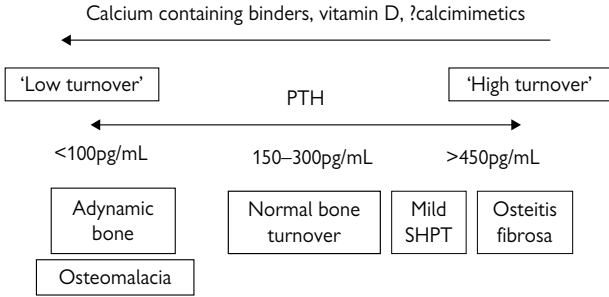 Calcium containing binders, vitamin D, ?calcimimetics
‘Low turnover’
‘High turnover’
PTH
<100pg/mL
150–300pg/mL
>450pg/mL
Adynamic
bone
Normal bone
turnover
Mild
SHPT
Osteitis
fibrosa
Osteomalacia